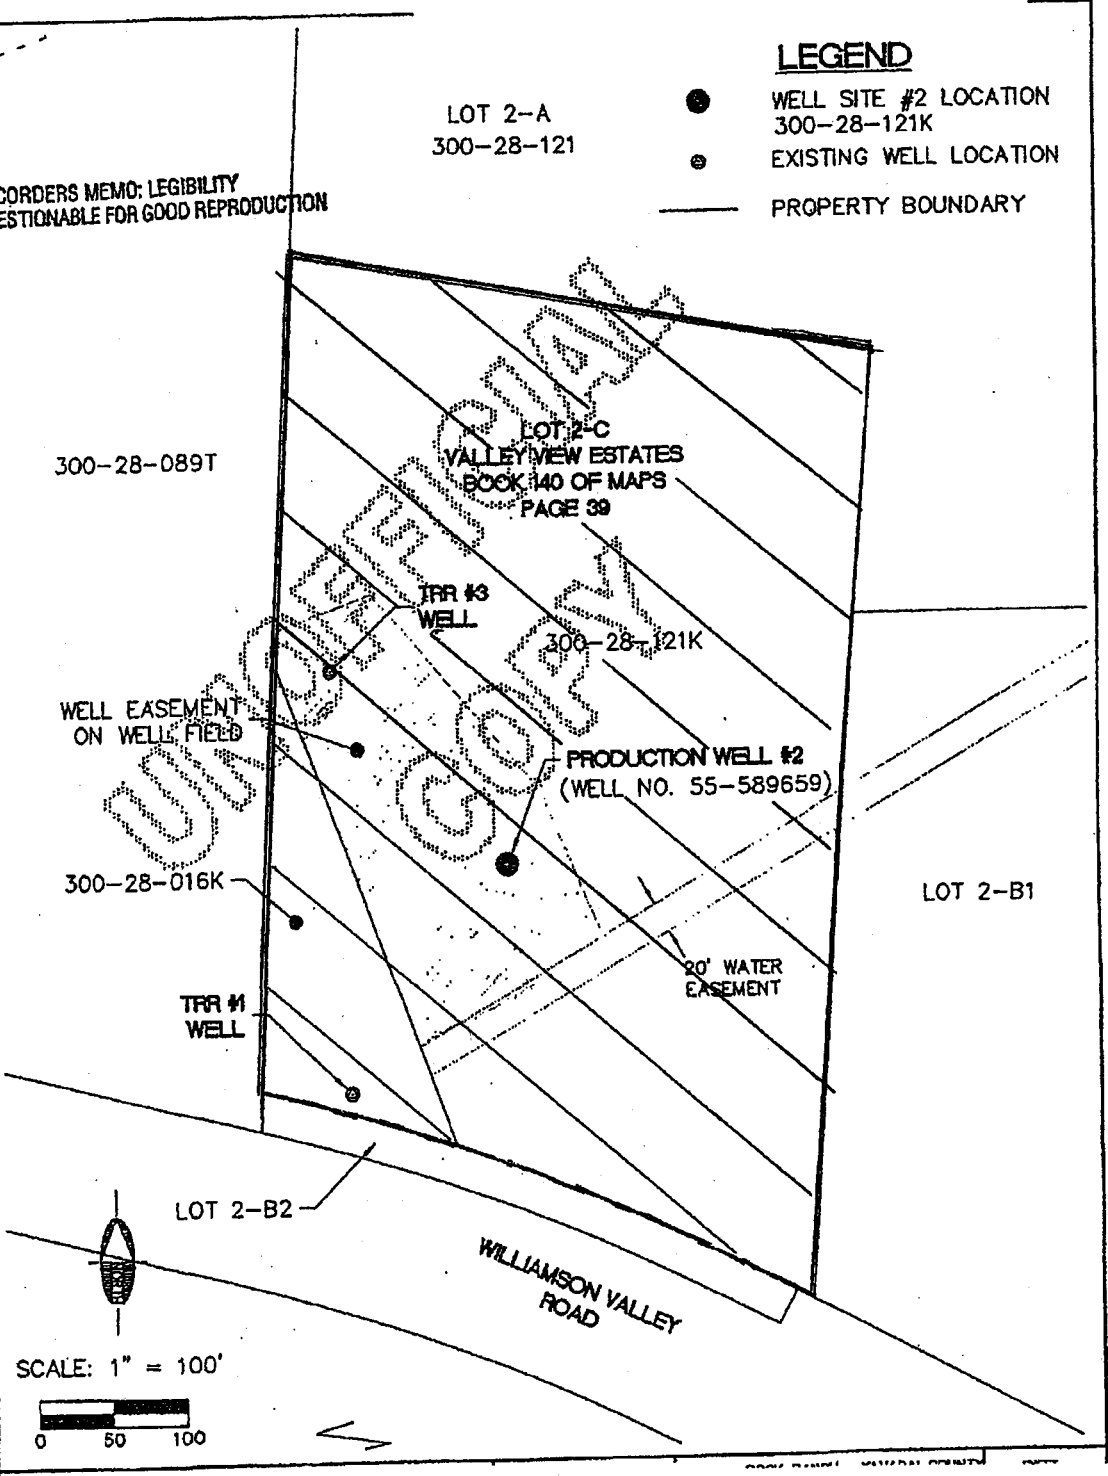 LEGEND
WELL SITE #2 LOCATION
300-28-121K
EXISTING WELL LOCATION
PROPERTY BOUNDARY
LOT 2-A
300-28-121
CORDERS MEMO: LEGIBILITY
ESTIONABLE FOR GOOD REPRODUCTION
UNOFFICIAL
COPY
LOT 2-C
VALLEY VIEW ESTATES
BOOK 140 OF MAPS
PAGE 39
300-28-089T
TRR #3
WELL
300-28-121K
WELL EASEMENT
ON WELL FIELD
PRODUCTION WELL #2
(WELL NO. 55-589659)
300-28-016K
LOT 2-B1
20' WATER
EASEMENT
TRR #1
WELL
LOT 2-B2
WILLIAMSON VALLEY
ROAD
SCALE: 1" = 100'
0 50 100